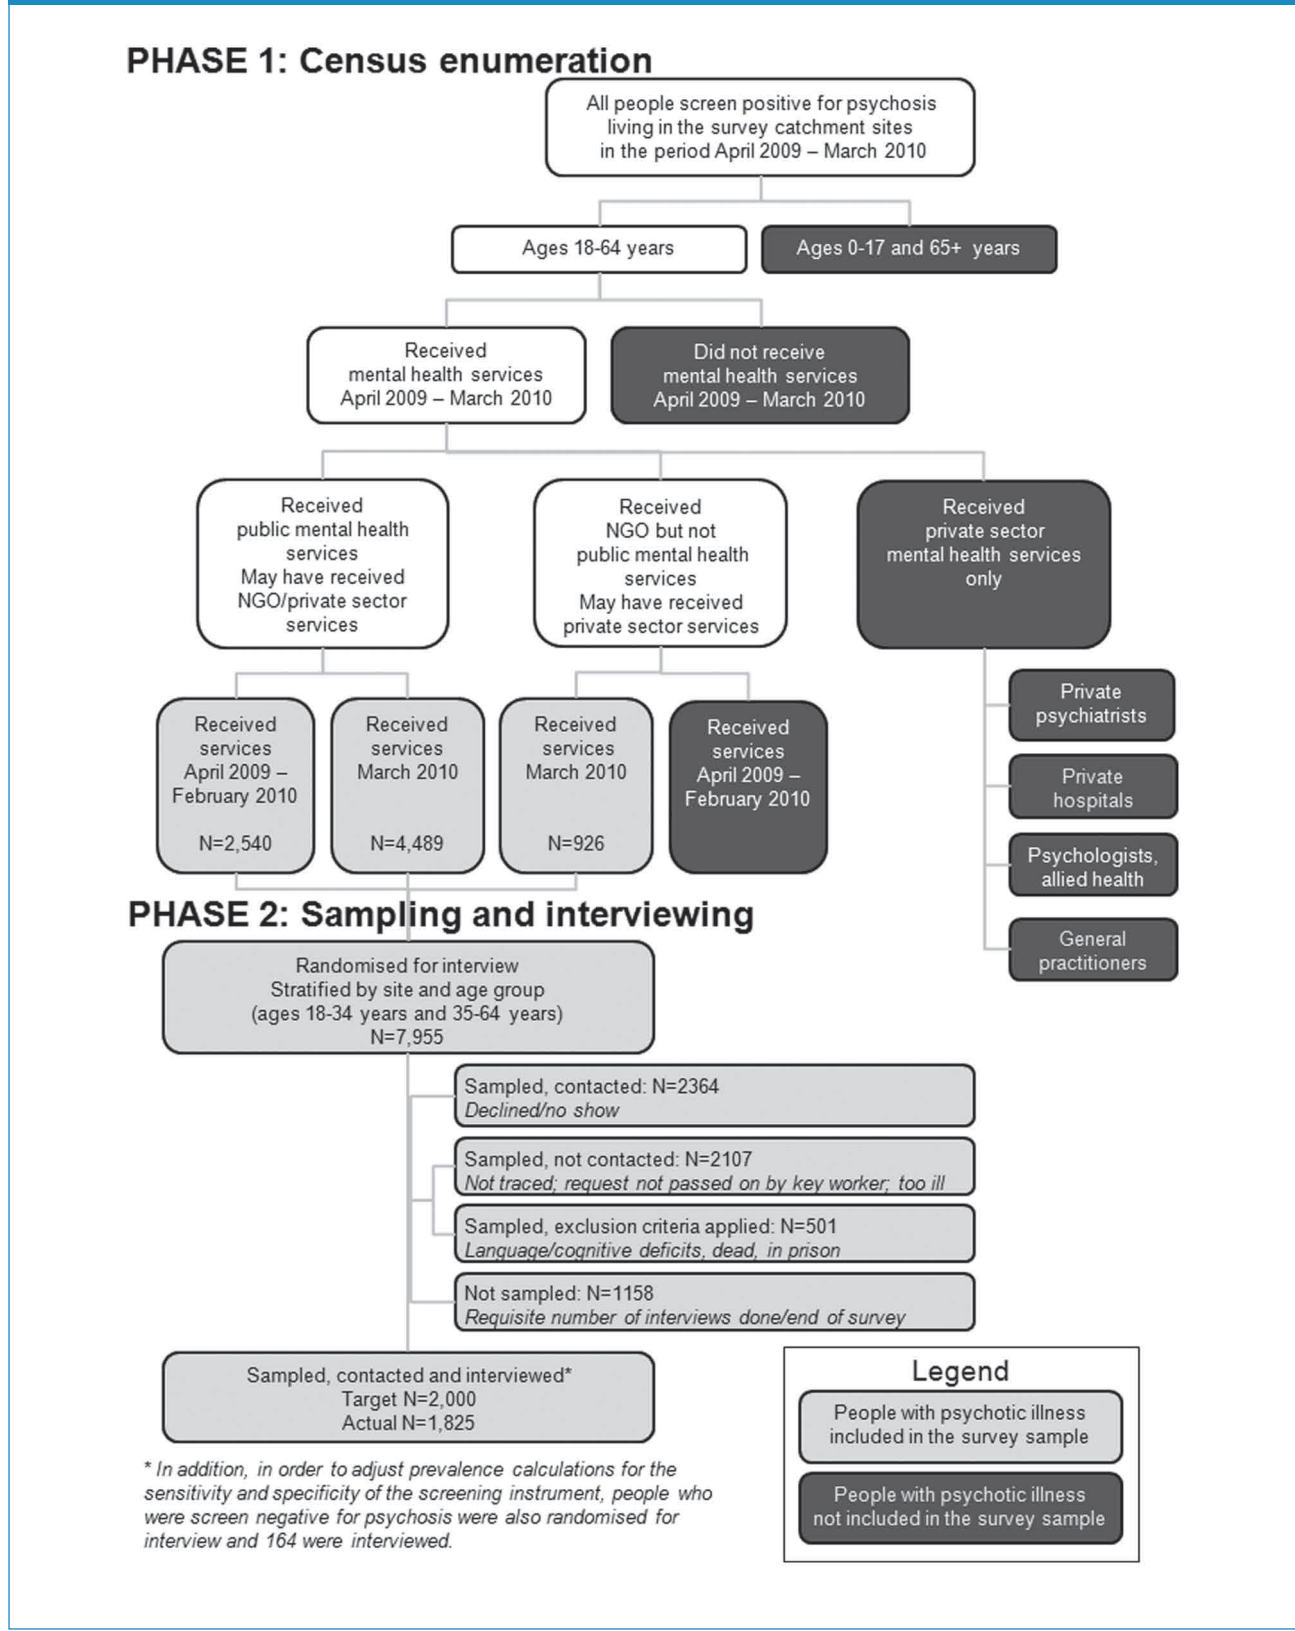 PHASE 1: Census enumeration
All people screen positive for psychosis
living in the survey catchment sites
in the period April 2009 – March 2010
Ages 18-64 years
Ages 0-17 and 65+ years
Received
mental health services
April 2009 – March 2010
Did not receive
mental health services
April 2009 – March 2010
Received
public mental health
services
May have received
NGO/private sector
services
Received
NGO but not
public mental health
services
May have received
private sector services
Received
private sector
mental health services
only
Received
services
April 2009 –
February 2010
N=2,540
Received
services
March 2010
N=4,489
Received
services
March 2010
N=926
Received
services
April 2009 –
February 2010
Private
psychiatrists
Private
hospitals
Psychologists,
allied health
General
practitioners
PHASE 2: Sampling and interviewing
Randomised for interview
Stratified by site and age group
(ages 18-34 years and 35-64 years)
N=7,955
Sampled, contacted: N=2364
Declined/no show
Sampled, not contacted: N=2107
Not traced; request not passed on by key worker; too ill
Sampled, exclusion criteria applied: N=501
Language/cognitive deficits, dead, in prison
Not sampled: N=1158
Requisite number of interviews done/end of survey
Sampled, contacted and interviewed*
Target N=2,000
Actual N=1,825
* In addition, in order to adjust prevalence calculations for the
sensitivity and specificity of the screening instrument, people who
were screen negative for psychosis were also randomised for
interview and 164 were interviewed.
Legend
People with psychotic illness
included in the survey sample
People with psychotic illness
not included in the survey sample